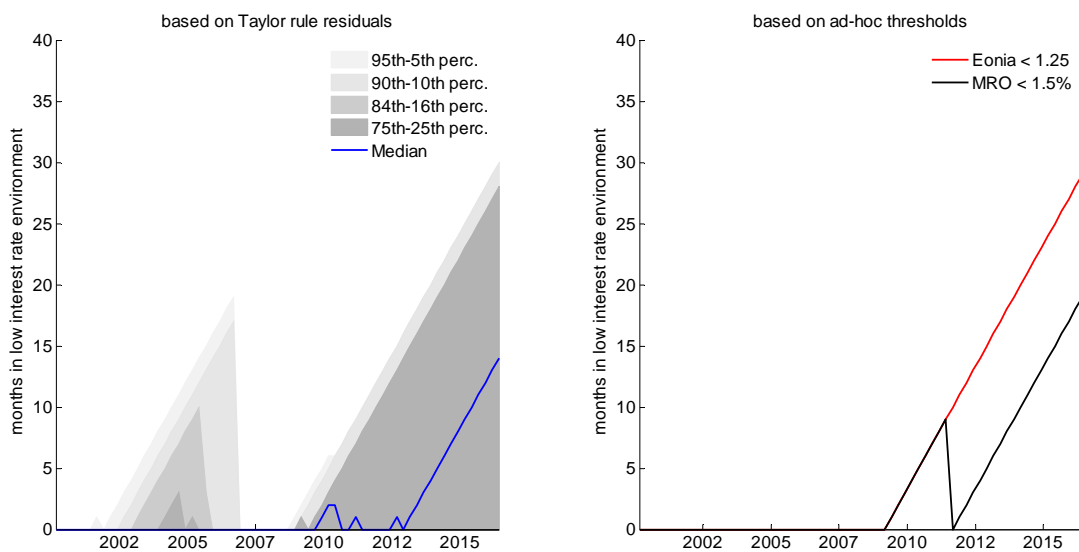 based on Taylor rule residuals
months in low interest rate environment
40
35
30
25
20
15
10
5
0
95th-5th perc.
90th-10th perc.
84th-16th perc.
75th-25th perc.
Median
2002 2005 2007 2010 2012 2015
based on ad-hoc thresholds
months in low interest rate environment
40
35
30
25
20
15
10
5
0
Eonia < 1.25
MRO < 1.5%
2002 2005 2007 2010 2012 2015